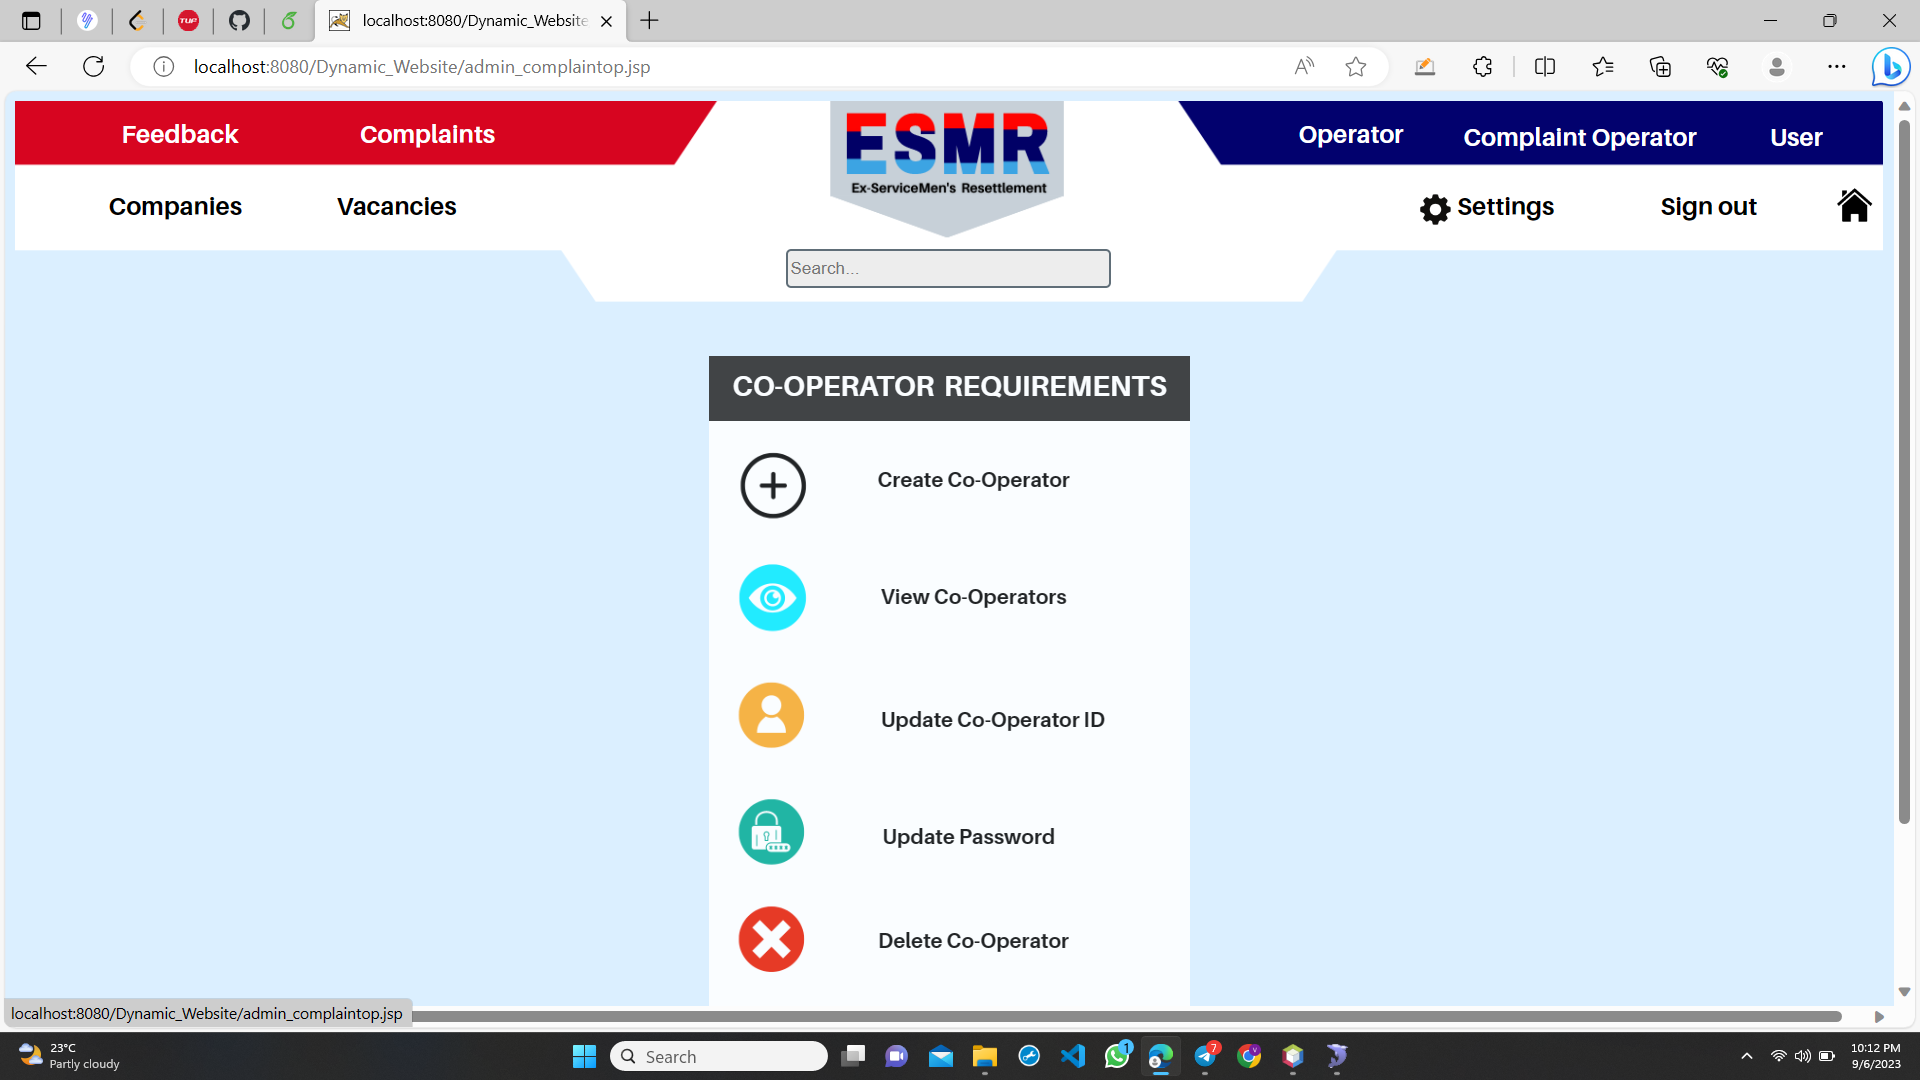 localhost:8080/Dynamic_Website
localhost:8080/Dynamic_Website/admin_complaintop.jsp
Feedback
Complaints
ESMR
Ex-ServiceMen's Resettlement
Operator
Complaint Operator
User
Companies
Vacancies
Settings
Sign out
Search...
CO-OPERATOR REQUIREMENTS
Create Co-Operator
View Co-Operators
Update Co-Operator ID
Update Password
Delete Co-Operator
localhost:8080/Dynamic_Website/admin_complaintop.jsp
23°C
Partly cloudy
Search
1
7
V
10:12 PM
9/6/2023